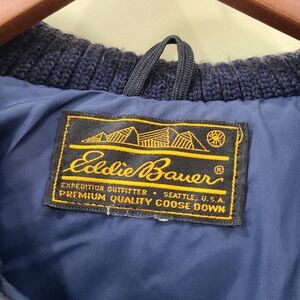 Eddie Bauer®
EXPEDITION OUTFITTER • SEATTLE, U.S.A.
PREMIUM QUALITY GOOSE DOWN